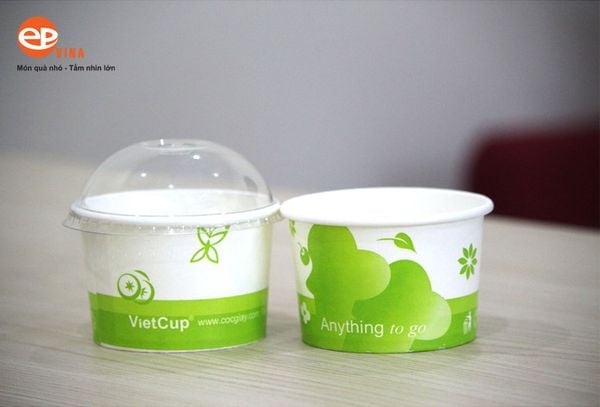 ep
VINA
Món quà nhỏ - Tầm nhìn lớn
VietCup® www.cocgiay.com
Anything to go